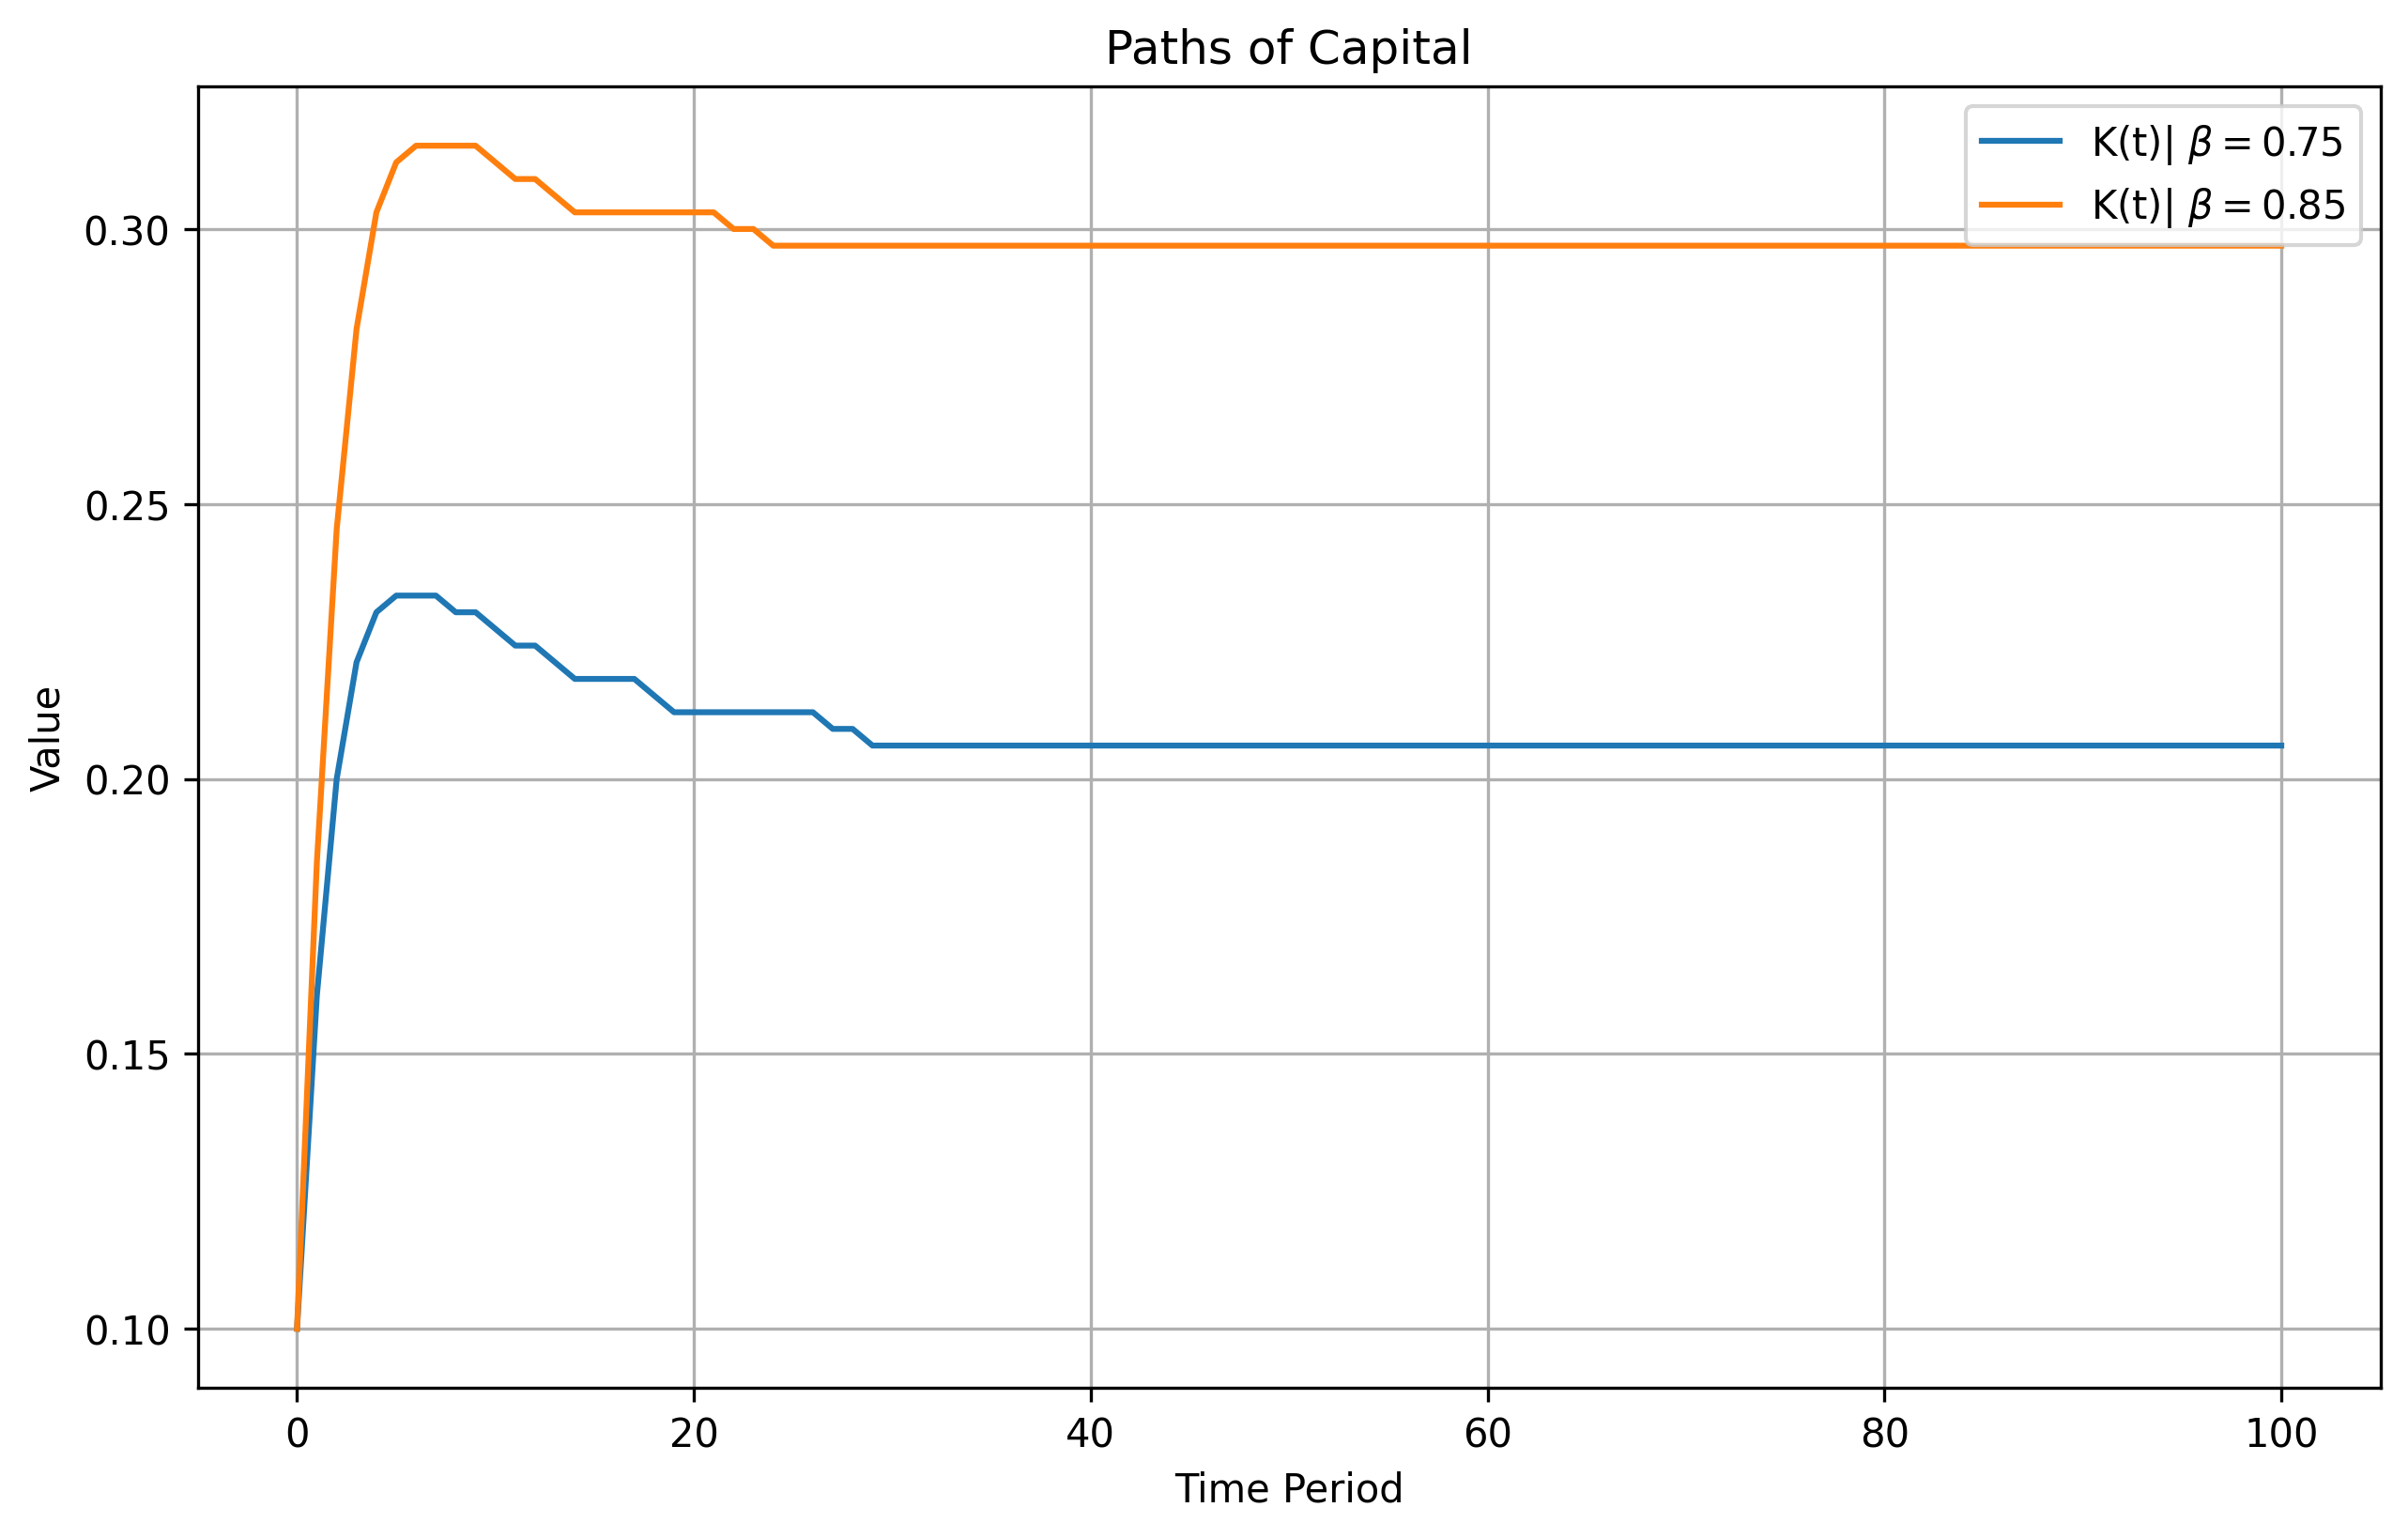 Paths of Capital
K(t)| β = 0.75
K(t)| β = 0.85
Value
0.30
0.25
0.20
0.15
0.10
0 20 40 60 80 100
Time Period